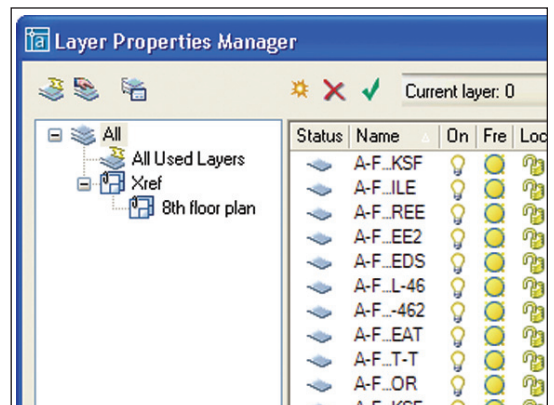 Layer Properties Manager
Current layer: 0
All
All Used Layers
Xref
8th floor plan
Status Name On Fre Loc
A-F...KSF
A-F...ILE
A-F...REE
A-F...EE2
A-F...EDS
A-F...L-46
A-F...-462
A-F...EAT
A-F...T-T
A-F...OR